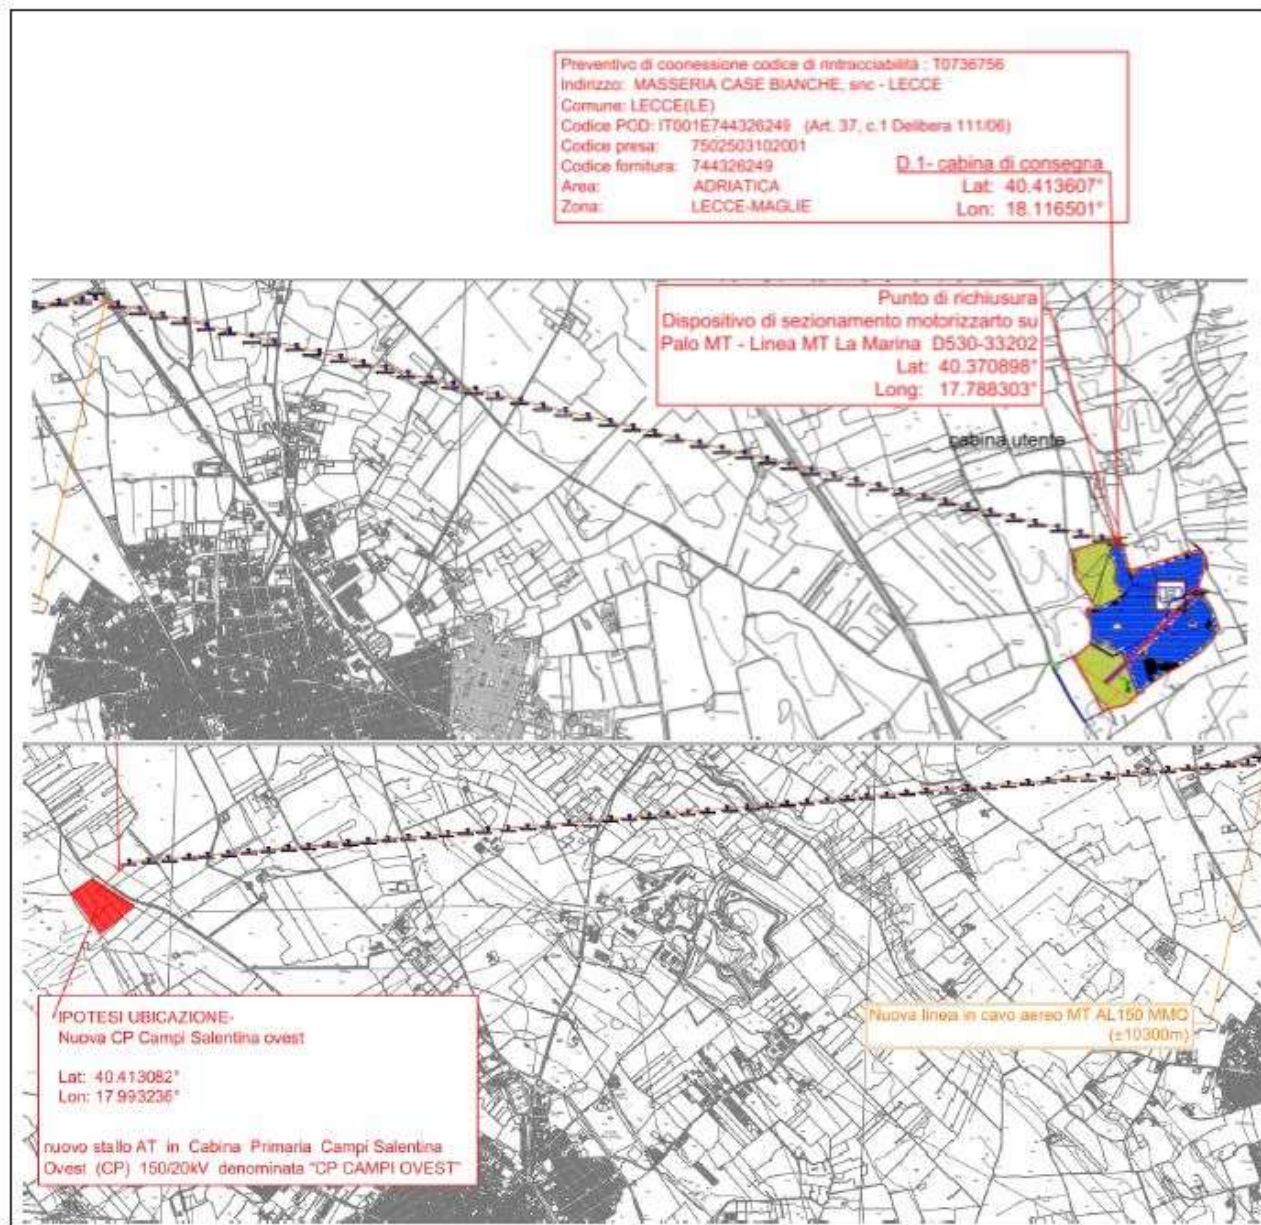 Preventivo di coonessione codice di rintracciabilità : T0736756
Indirizzo: MASSERIA CASE BIANCHE, snc - LECCE
Comune: LECCE(LE)
Codice POD: IT001E744326249 (Art. 37, c.1 Delibera 111/06)
Codice presa: 7502503102001
Codice fornitura: 744326249
Area: ADRIATICA
Zona: LECCE-MAGLIE
D.1- cabina di consegna
Lat: 40.413607°
Lon: 18.116501°
Punto di richiusura
Dispositivo di sezionamento motorizzarto su
Palo MT - Linea MT La Marina D530-33202
Lat: 40.370898°
Long: 17.788303°
cabina utente
IPOTESI UBICAZIONE-
Nuova CP Campi Salentina ovest
Lat: 40.413082°
Lon: 17.993236°
nuovo stallo AT in Cabina Primaria Campi Salentina
Ovest (CP) 150/20kV denominata "CP CAMPI OVEST"
Nuova linea in cavo aereo MT AL150 MMQ
(±10300m)